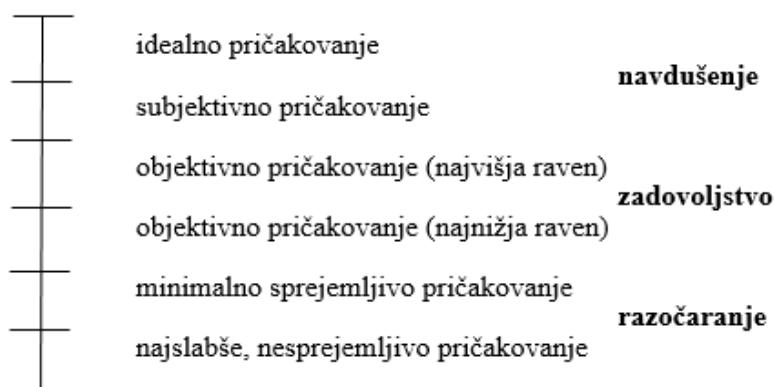 idealno pričakovanje
navdušenje
subjektivno pričakovanje
objektivno pričakovanje (najvišja raven)
zadovoljstvo
objektivno pričakovanje (najnižja raven)
minimalno sprejemljivo pričakovanje
razočaranje
najslabše, nesprejemljivo pričakovanje